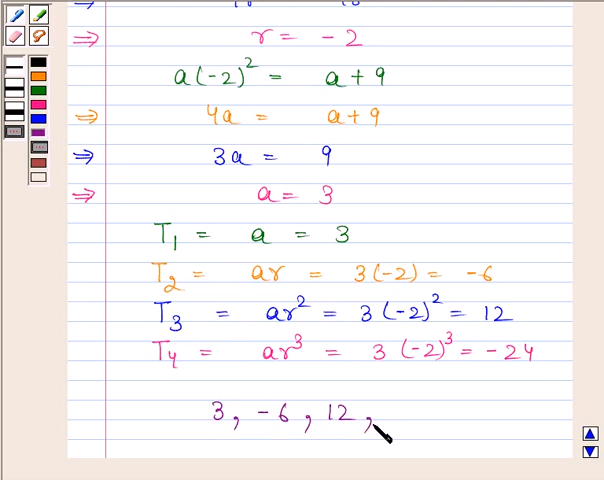 ⇒ r = - 2
a(-2)² = a + 9
⇒ 4a = a + 9
⇒ 3a = 9
⇒ a = 3
T₁ = a = 3
T₂ = ar = 3(-2) = -6
T₃ = ar² = 3(-2)² = 12
T₄ = ar³ = 3(-2)³ = -24
3, -6, 12,